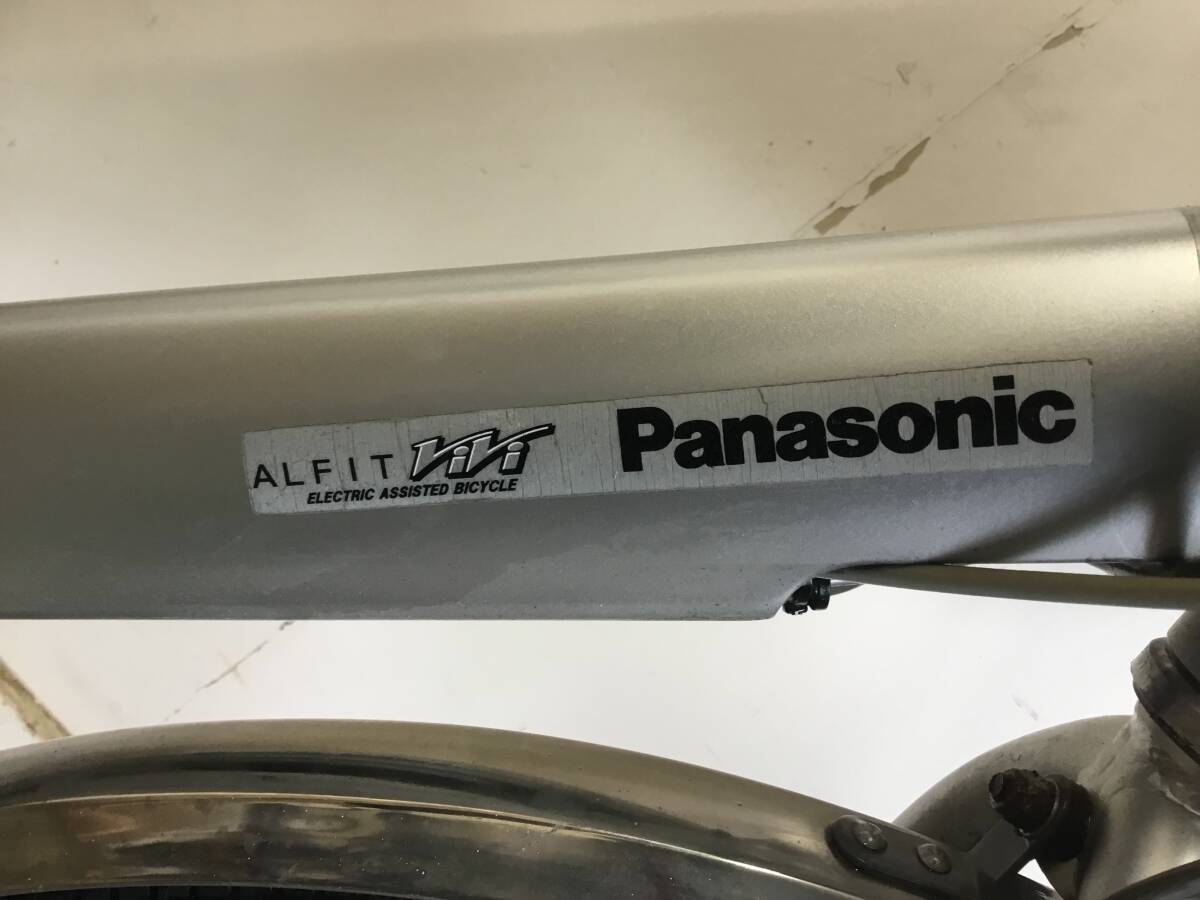 ALFIT ViVi Panasonic
ELECTRIC ASSISTED BICYCLE